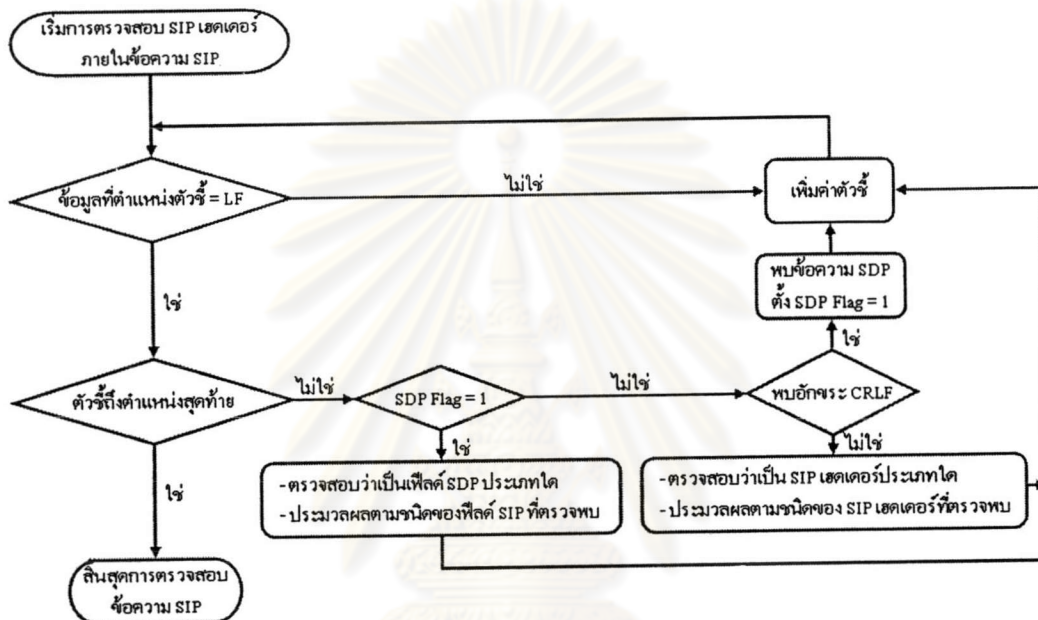 เริ่มการตรวจสอบ SIP เฮดเดอร์
ภายในข้อความ SIP
ข้อมูลที่ตำแหน่งตัวชี้ = LF
ไม่ใช่
เพิ่มค่าตัวชี้
พบข้อความ SDP
ตั้ง SDP Flag = 1
ใช่
ใช่
ตัวชี้ถึงตำแหน่งสุดท้าย
ไม่ใช่
SDP Flag = 1
ไม่ใช่
พบอักขระ CRLF
ใช่
ไม่ใช่
-ตรวจสอบว่าเป็นเฟิลด์ SDP ประเภทใด
-ประมวลผลตามชนิดของฟิลด์ SIP ที่ตรวจพบ
-ตรวจสอบว่าเป็น SIP เฮดเดอร์ประเภทใด
-ประมวลผลตามชนิดของ SIP เฮดเดอร์ที่ตรวจพบ
ใช่
สิ้นสุดการตรวจสอบ
ข้อความ SIP